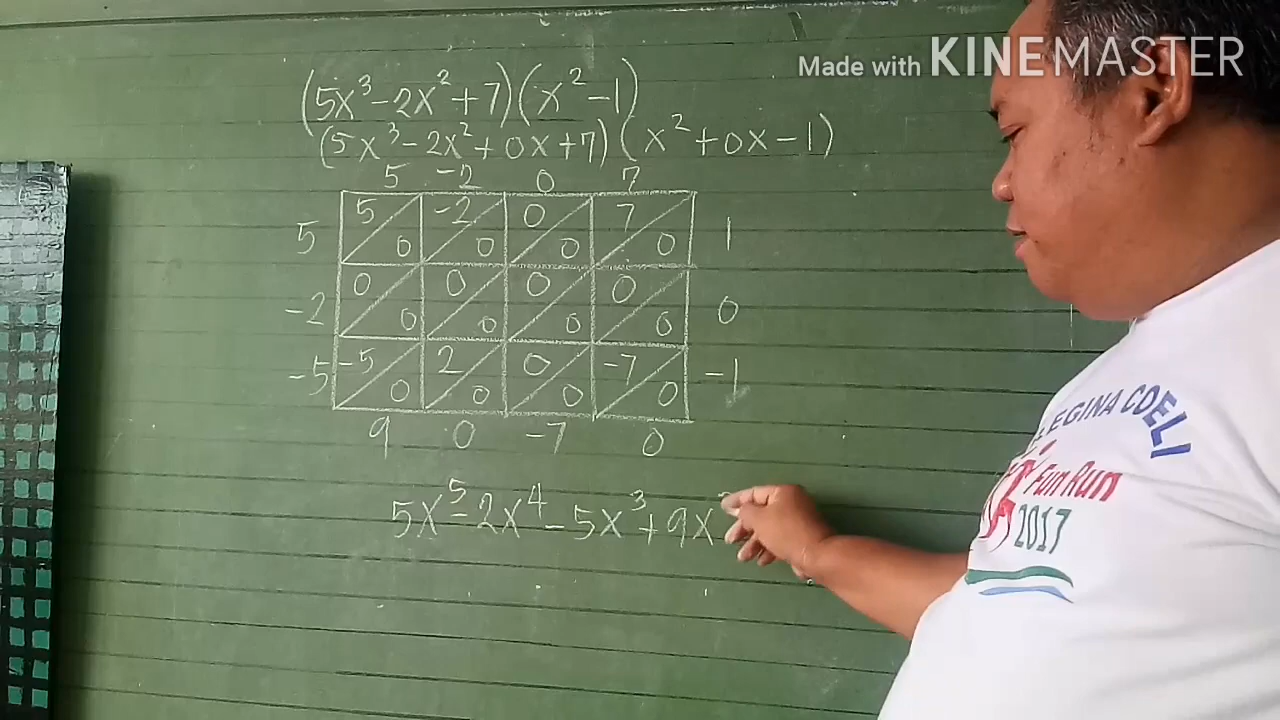 Made with KINEMASTER
(5x³-2x²+7)(x²-1)
(5x³-2x²+0x+7)(x²+0x-1)
5 -2 0 7
5 5 0 -2 0 0 0 7 0 1
-2 0 0 0 0 0 0 0 0 0
-5 -5 0 2 0 0 0 -7 0 -1
9 0 -7 0
5x⁵-2x⁴-5x³+9x
EGINA COELI
Fun Run
2017